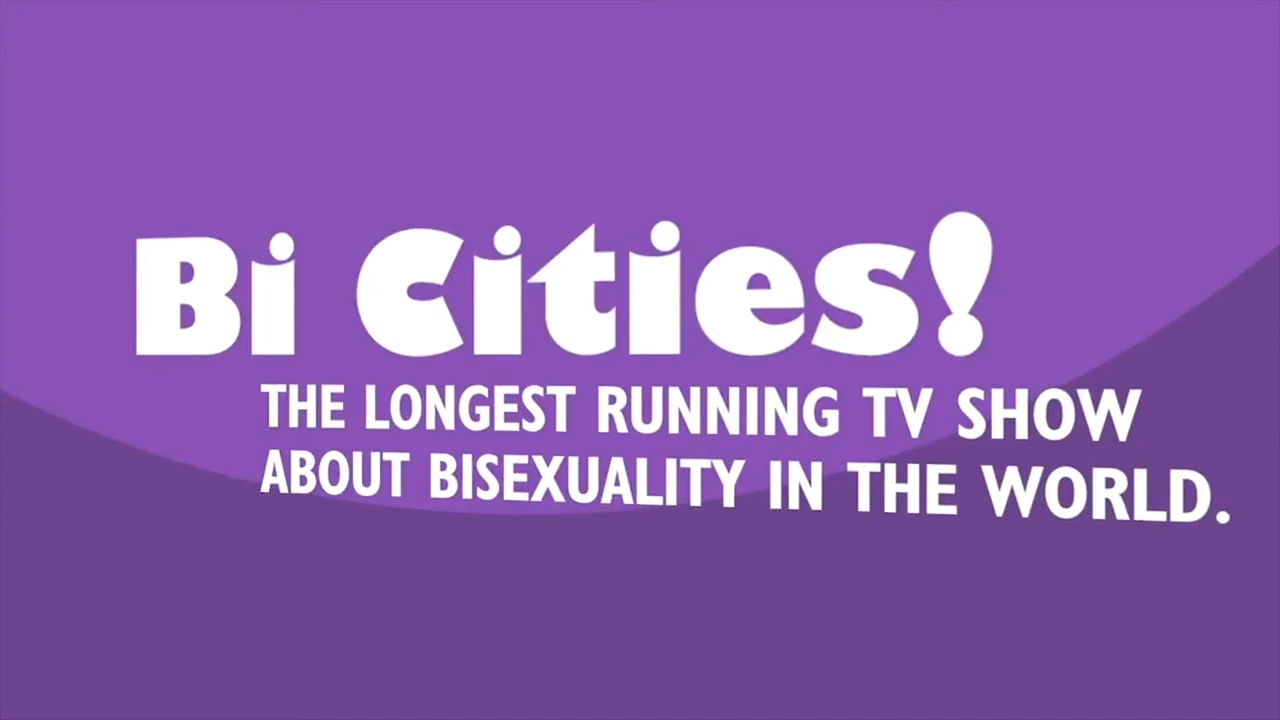 Bi Cities!
THE LONGEST RUNNING TV SHOW
ABOUT BISEXUALITY IN THE WORLD.